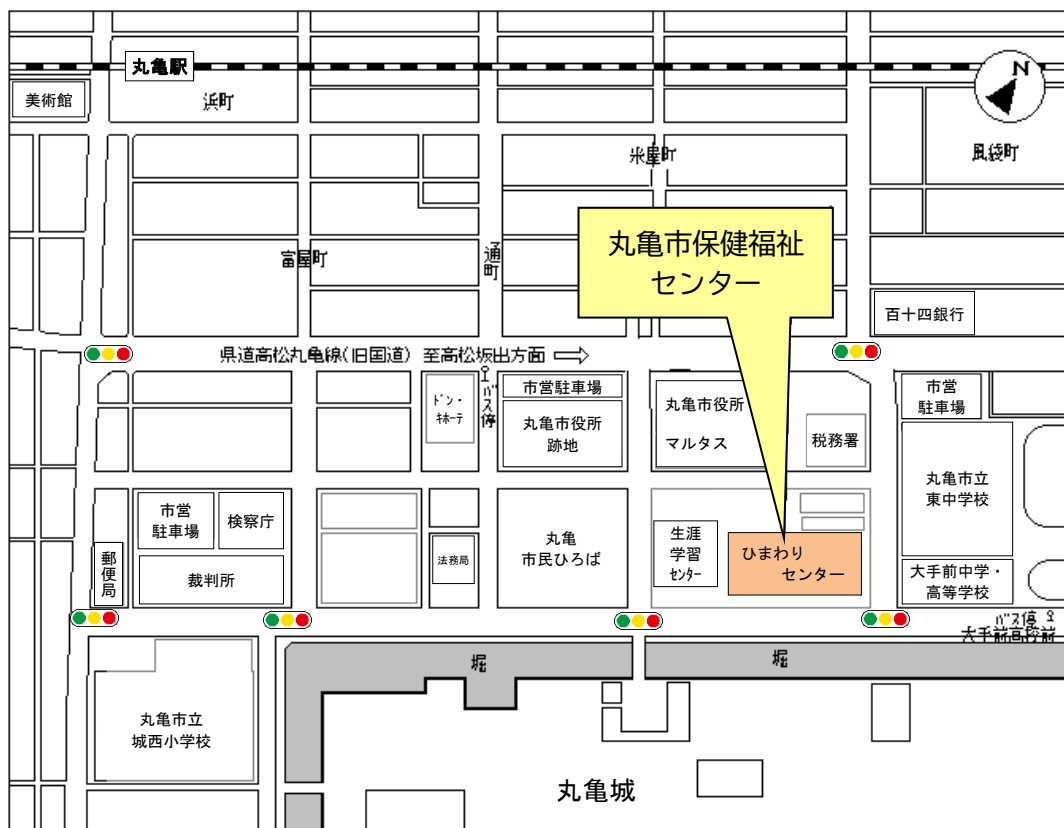 丸亀駅
N
美術館
浜町
米屋町
風袋町
丸亀市保健福祉
センター
富屋町
通町
百十四銀行
県道高松丸亀線(旧国道) 至高松坂出方面
ドン・
キホーテ
バス停
市営駐車場
丸亀市役所
跡地
丸亀市役所
マルタス
税務署
市営
駐車場
丸亀市立
東中学校
市営
駐車場
検察庁
郵便局
裁判所
法務局
丸亀
市民ひろば
生涯
学習
センター
ひまわり
センター
大手前中学・
高等学校
バス停
大手前高校前
堀
堀
丸亀市立
城西小学校
丸亀城